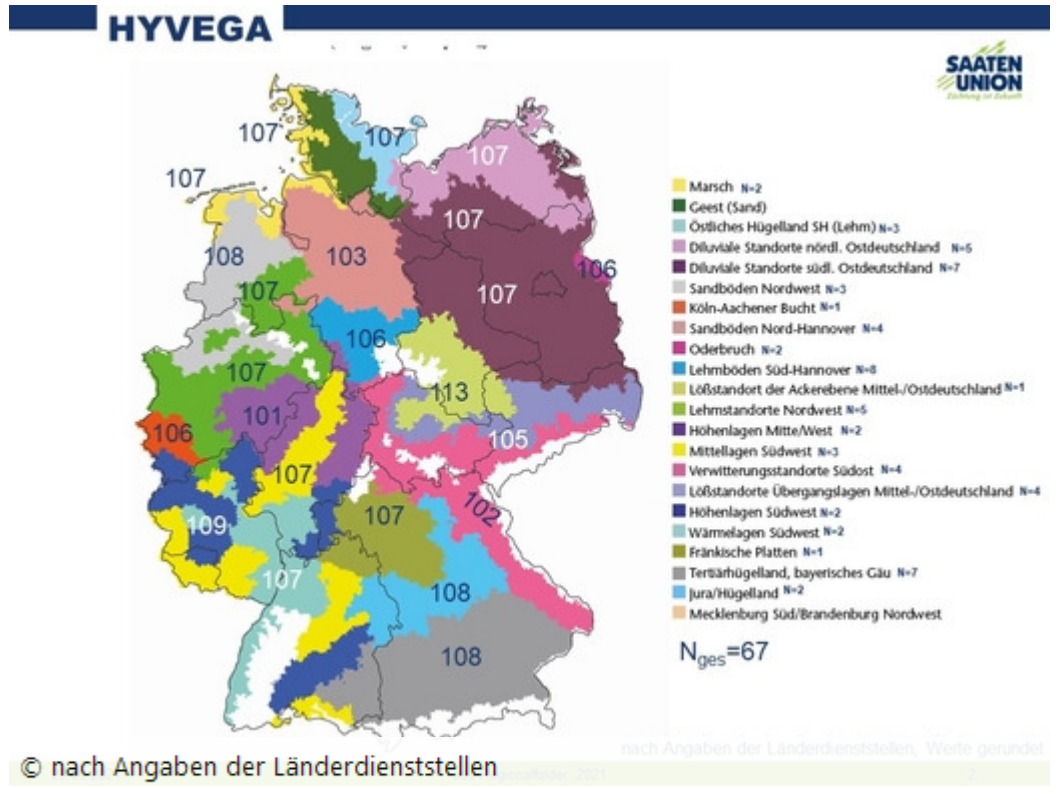 HYVEGA
SAATEN
UNION
Züchtung ist Zukunft
107
107
107
107
107
108
103
106
107
107
106
107
113
101
106
105
107
102
107
109
107
108
108
Marsch N=2
Geest (Sand)
Östliches Hügelland SH (Lehm) N=3
Diluviale Standorte nördl. Ostdeutschland N=5
Diluviale Standorte südl. Ostdeutschland N=7
Sandböden Nordwest N=3
Köln-Aachener Bucht N=1
Sandböden Nord-Hannover N=4
Oderbruch N=2
Lehmböden Süd-Hannover N=8
Lößstandort der Ackerebene Mittel-/Ostdeutschland N=1
Lehmstandorte Nordwest N=5
Höhenlagen Mitte/West N=2
Mittellagen Südwest N=3
Verwitterungsstandorte Südost N=4
Lößstandorte Übergangslagen Mittel-/Ostdeutschland N=4
Höhenlagen Südwest N=2
Wärmelagen Südwest N=2
Fränkische Platten N=1
Tertiärhügelland, bayerisches Gäu N=7
Jura/Hügelland N=2
Mecklenburg Süd/Brandenburg Nordwest
Nges=67
nach Angaben der Länderdienststellen, Werte gerundet
© nach Angaben der Länderdienststellen
2021
2